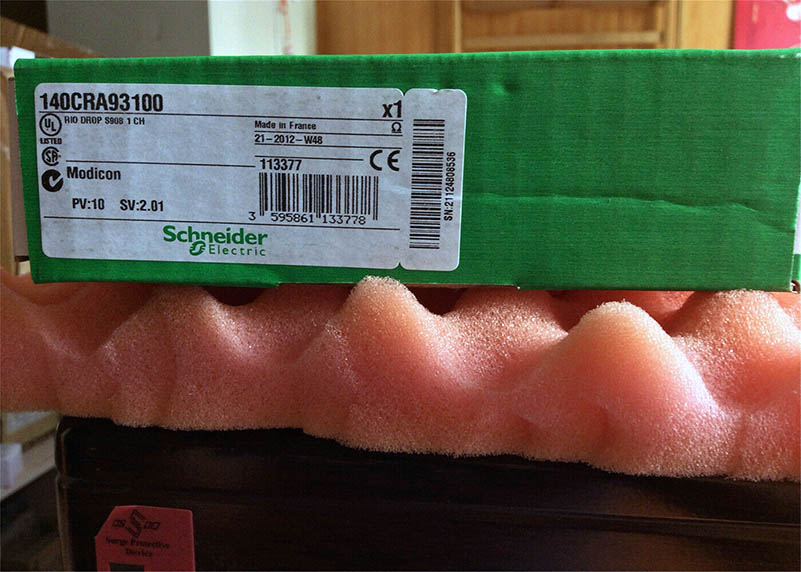 140CRA93100
x1
RIO DROP S908 1 CH
UL
LISTED
Made in France
Ω
21-2012-W48
113377
CE
Modicon
PV:10 SV:2.01
3 595861 133778
Schneider
Electric
SN:21124808536
Surge Protective
Device